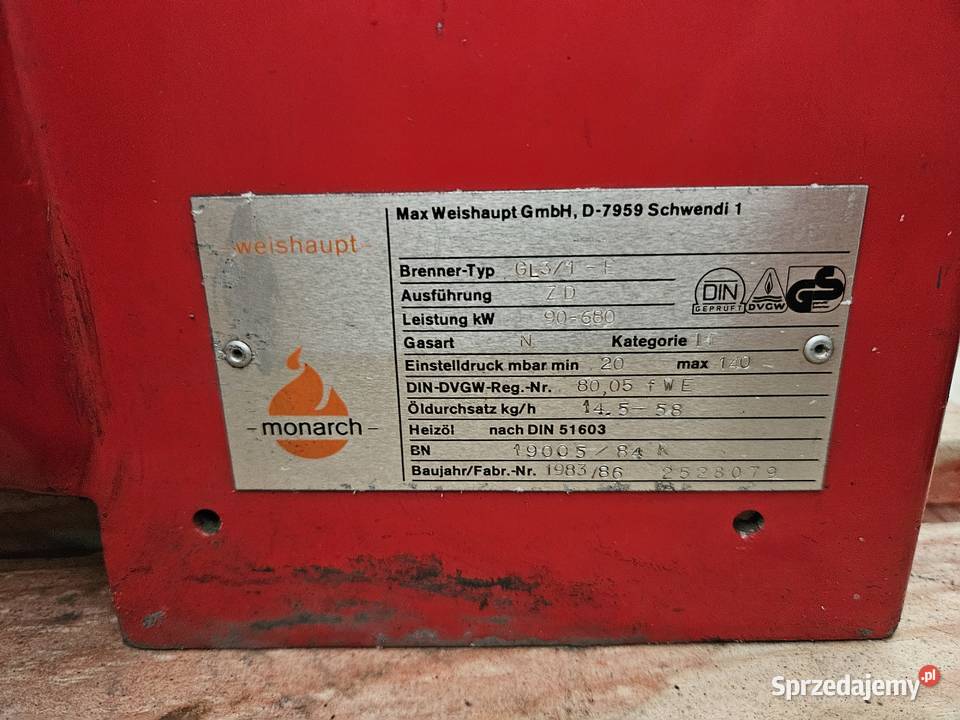 Max Weishaupt GmbH, D-7959 Schwendi 1
-weishaupt-
Brenner-Typ GL3/1-E
Ausführung ZD
Leistung kW 90-680
DIN
GEPRÜFT
DVGW
GS
Gasart N Kategorie I
Einstelldruck mbar min 20 max 140
DIN-DVGW-Reg.-Nr. 80,05 fWE
Öldurchsatz kg/h 14,5-58
Heizöl nach DIN 51603
BN 19005/84
Baujahr/Fabr.-Nr. 1983/86 2528079
-monarch-
Sprzedajemy.pl